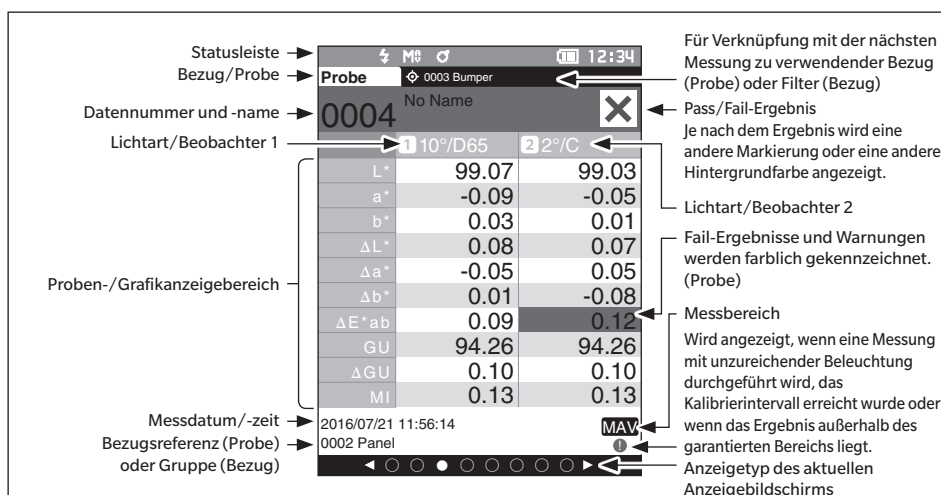 Statusleiste
Bezug/Probe
Datennummer und -name
Lichtart/Beobachter 1
Proben-/Grafikanzeigebereich
Messdatum/-zeit
Bezugsreferenz (Probe)
oder Gruppe (Bezug)
12:34
Probe 0003 Bumper
0004 No Name
1 10°/D65 2 2°/C
L* 99.07 99.03
a* -0.09 -0.05
b* 0.03 0.01
ΔL* 0.08 0.07
Δa* -0.05 0.05
Δb* 0.01 -0.08
ΔE*ab 0.09 0.12
GU 94.26 94.26
ΔGU 0.10 0.10
MI 0.13 0.13
2016/07/21 11:56:14 MAV
0002 Panel
Für Verknüpfung mit der nächsten
Messung zu verwendender Bezug
(Probe) oder Filter (Bezug)
Pass/Fail-Ergebnis
Je nach dem Ergebnis wird eine
andere Markierung oder eine andere
Hintergrundfarbe angezeigt.
Lichtart/Beobachter 2
Fail-Ergebnisse und Warnungen
werden farblich gekennzeichnet.
(Probe)
Messbereich
Wird angezeigt, wenn eine Messung
mit unzureichender Beleuchtung
durchgeführt wird, das
Kalibrierintervall erreicht wurde oder
wenn das Ergebnis außerhalb des
garantierten Bereichs liegt.
Anzeigetyp des aktuellen
Anzeigebildschirms